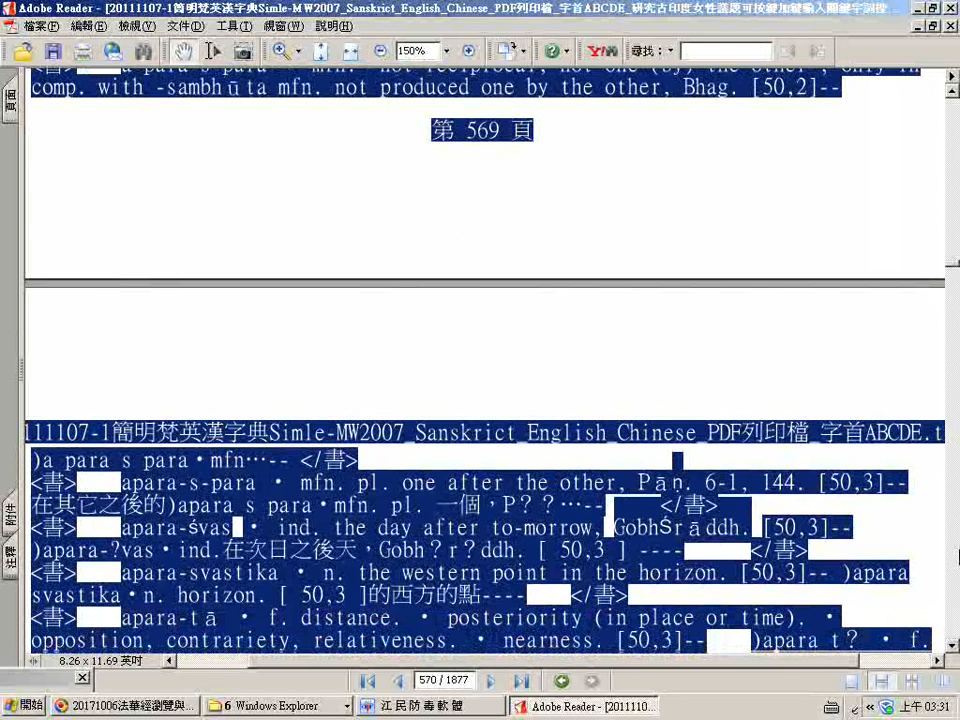 Adobe Reader - [20111107-1簡明梵英漢字典Simle-MW2007_Sanskrict_English_Chinese_PDF列印檔_字首ABCDE_研究古印度女性議題可按
檔案(F) 編輯(E) 檢視(V) 文件(D) 工具(T) 視窗(W) 說明(H)
150% 尋找:
頁面
comp. with -sambhūta mfn. not produced one by the other, Bhag. [50,2]--
第 569 頁
111107-1簡明梵英漢字典Simle-MW2007_Sanskrict_English_Chinese_PDF列印檔_字首ABCDE.t
)a para s para‧mfn…-- </書>
<書> apara-s-para ‧ mfn. pl. one after the other, Pāṇ. 6-1, 144. [50,3]--
在其它之後的)apara s para‧mfn. pl. 一個，P？？…-- </書>
<書> apara-śvas ‧ ind. the day after to-morrow, GobhŚrāddh. [50,3]--
)apara-?vas‧ind.在次日之後天，Gobh？r？ddh. [ 50,3 ] ---- </書>
<書> apara-svastika ‧ n. the western point in the horizon. [50,3]-- )apara
svastika‧n. horizon. [ 50,3 ]的西方的點---- </書>
<書> apara-tā ‧ f. distance. ‧ posteriority (in place or time). ‧
opposition, contrariety, relativeness. ‧ nearness. [50,3]-- )apara t？ ‧ f.
附件
注釋
8.26 x 11.69 英吋
570 / 1877
開始 20171006法華經瀏覽與... 6 Windows Explorer 江民防毒軟體 Adobe Reader - [2011110... 上午 03:31